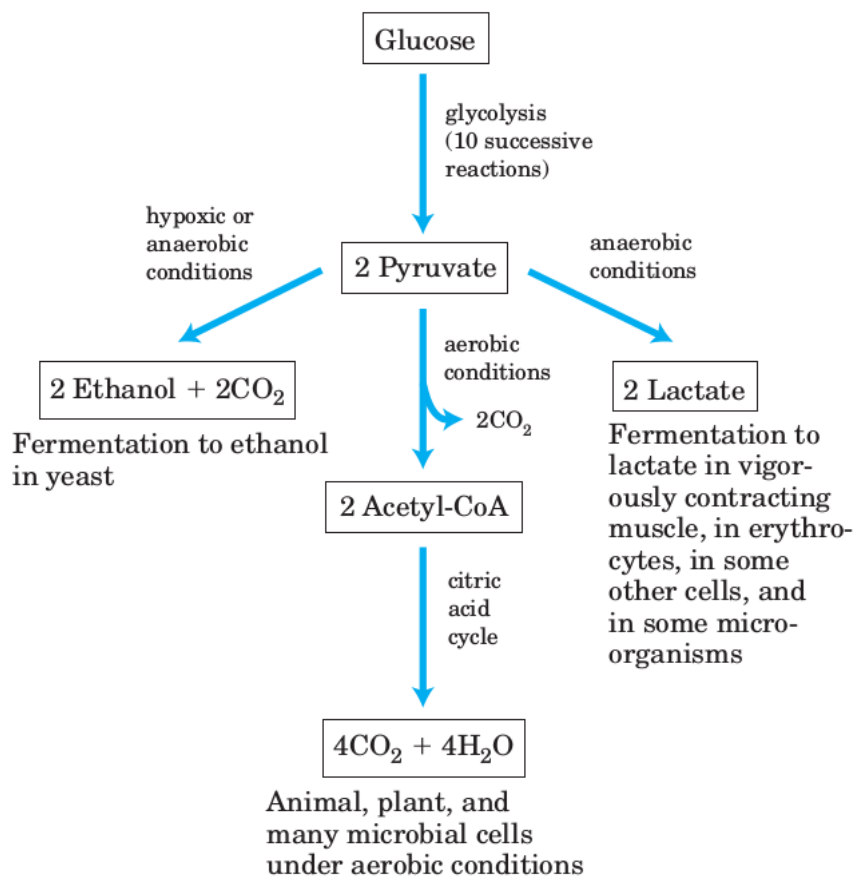 Glucose
glycolysis
(10 successive
reactions)
hypoxic or
anaerobic
conditions
2 Pyruvate
anaerobic
conditions
2 Ethanol + 2CO₂
Fermentation to ethanol
in yeast
aerobic
conditions
2CO₂
2 Lactate
Fermentation to
lactate in vigor-
ously contracting
muscle, in erythro-
cytes, in some
other cells, and
in some micro-
organisms
2 Acetyl-CoA
citric
acid
cycle
4CO₂ + 4H₂O
Animal, plant, and
many microbial cells
under aerobic conditions